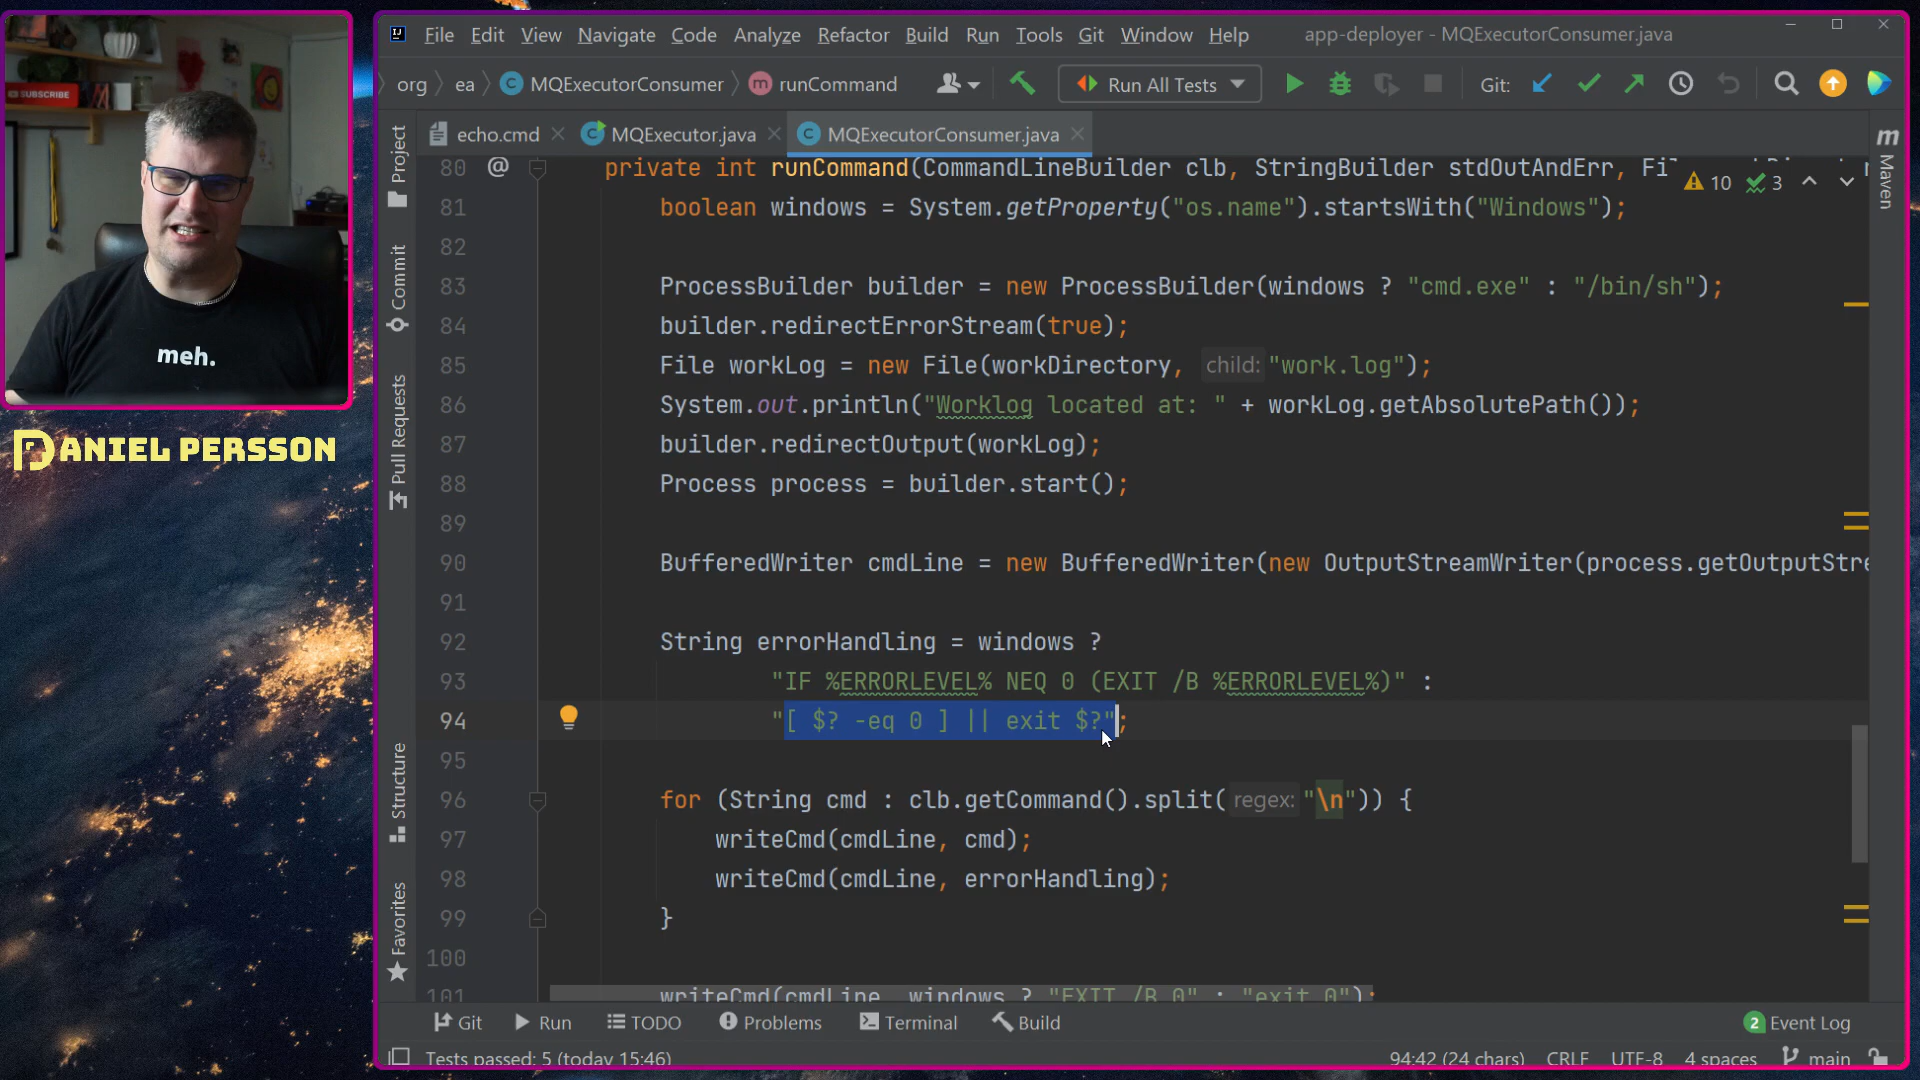 SUBSCRIBE
meh.
DANIEL PERSSON
File Edit View Navigate Code Analyze Refactor Build Run Tools Git Window Help app-deployer - MQExecutorConsumer.java
org ea MQExecutorConsumer m runCommand Run All Tests Git:
echo.cmd MQExecutor.java MQExecutorConsumer.java
Project
Commit
Pull Requests
Structure
Favorites
Maven
10 3
80 @ private int runCommand(CommandLineBuilder clb, StringBuilder stdOutAndErr, Fi
81 boolean windows = System.getProperty("os.name").startsWith("Windows");
82
83 ProcessBuilder builder = new ProcessBuilder(windows ? "cmd.exe" : "/bin/sh");
84 builder.redirectErrorStream(true);
85 File workLog = new File(workDirectory, child: "work.log");
86 System.out.println("Worklog located at: " + workLog.getAbsolutePath());
87 builder.redirectOutput(workLog);
88 Process process = builder.start();
89
90 BufferedWriter cmdLine = new BufferedWriter(new OutputStreamWriter(process.getOutputStre
91
92 String errorHandling = windows ?
93 "IF %ERRORLEVEL% NEQ 0 (EXIT /B %ERRORLEVEL%)" :
94 "[ $? -eq 0 ] || exit $?";
95
96 for (String cmd : clb.getCommand().split( regex: "\n")) {
97 writeCmd(cmdLine, cmd);
98 writeCmd(cmdLine, errorHandling);
99 }
100
101 writeCmd(cmdLine, windows ? "EXIT /B 0" : "exit 0");
Git Run TODO Problems Terminal Build 2 Event Log
Tests passed: 5 (today 15:46) 94:42 (24 chars) CRLF UTF-8 4 spaces main